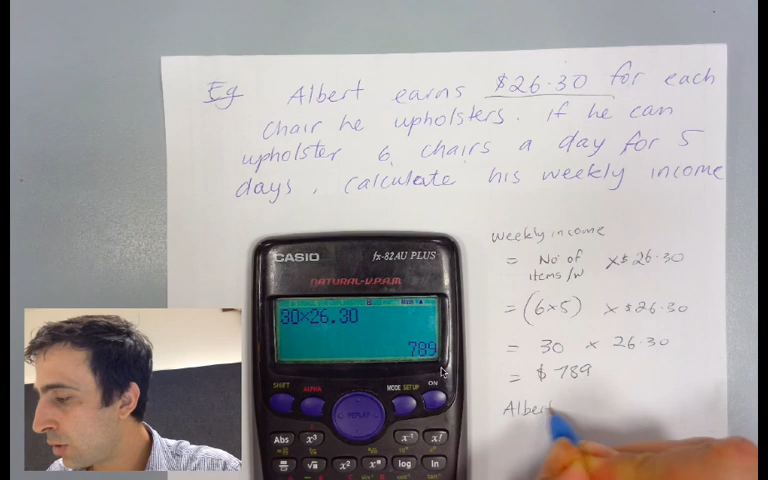 Eg Albert earns $26.30 for each
chair he upholsters. if he can
upholster 6 chairs a day for 5
days, calculate his weekly income
Weekly income
= No of items /w x $26.30
= (6x5) x $26.30
= 30 x 26.30
= $789
Albert
CASIO fx-82AU PLUS
NATURAL-V.P.A.M.
30×26.30
789
SHIFT ALPHA MODE SETUP ON
REPLAY
Abs x³ x⁻¹ x!
x² log ln